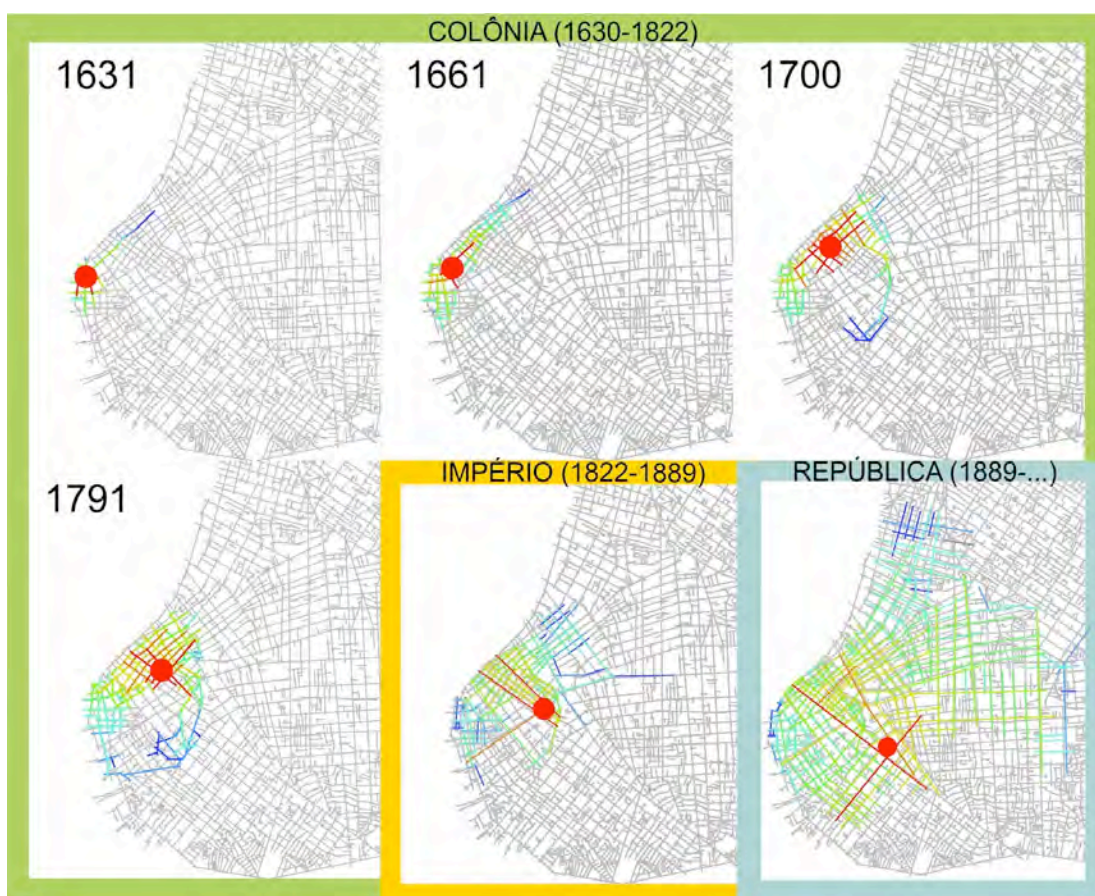 COLÔNIA (1630-1822)
1631
1661
1700
1791
IMPÉRIO (1822-1889)
REPÚBLICA (1889-...)